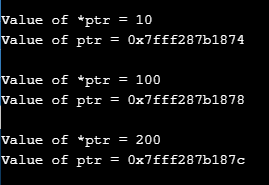 Value of *ptr = 10
Value of ptr = 0x7fff287b1874
Value of *ptr = 100
Value of ptr = 0x7fff287b1878
Value of *ptr = 200
Value of ptr = 0x7fff287b187c